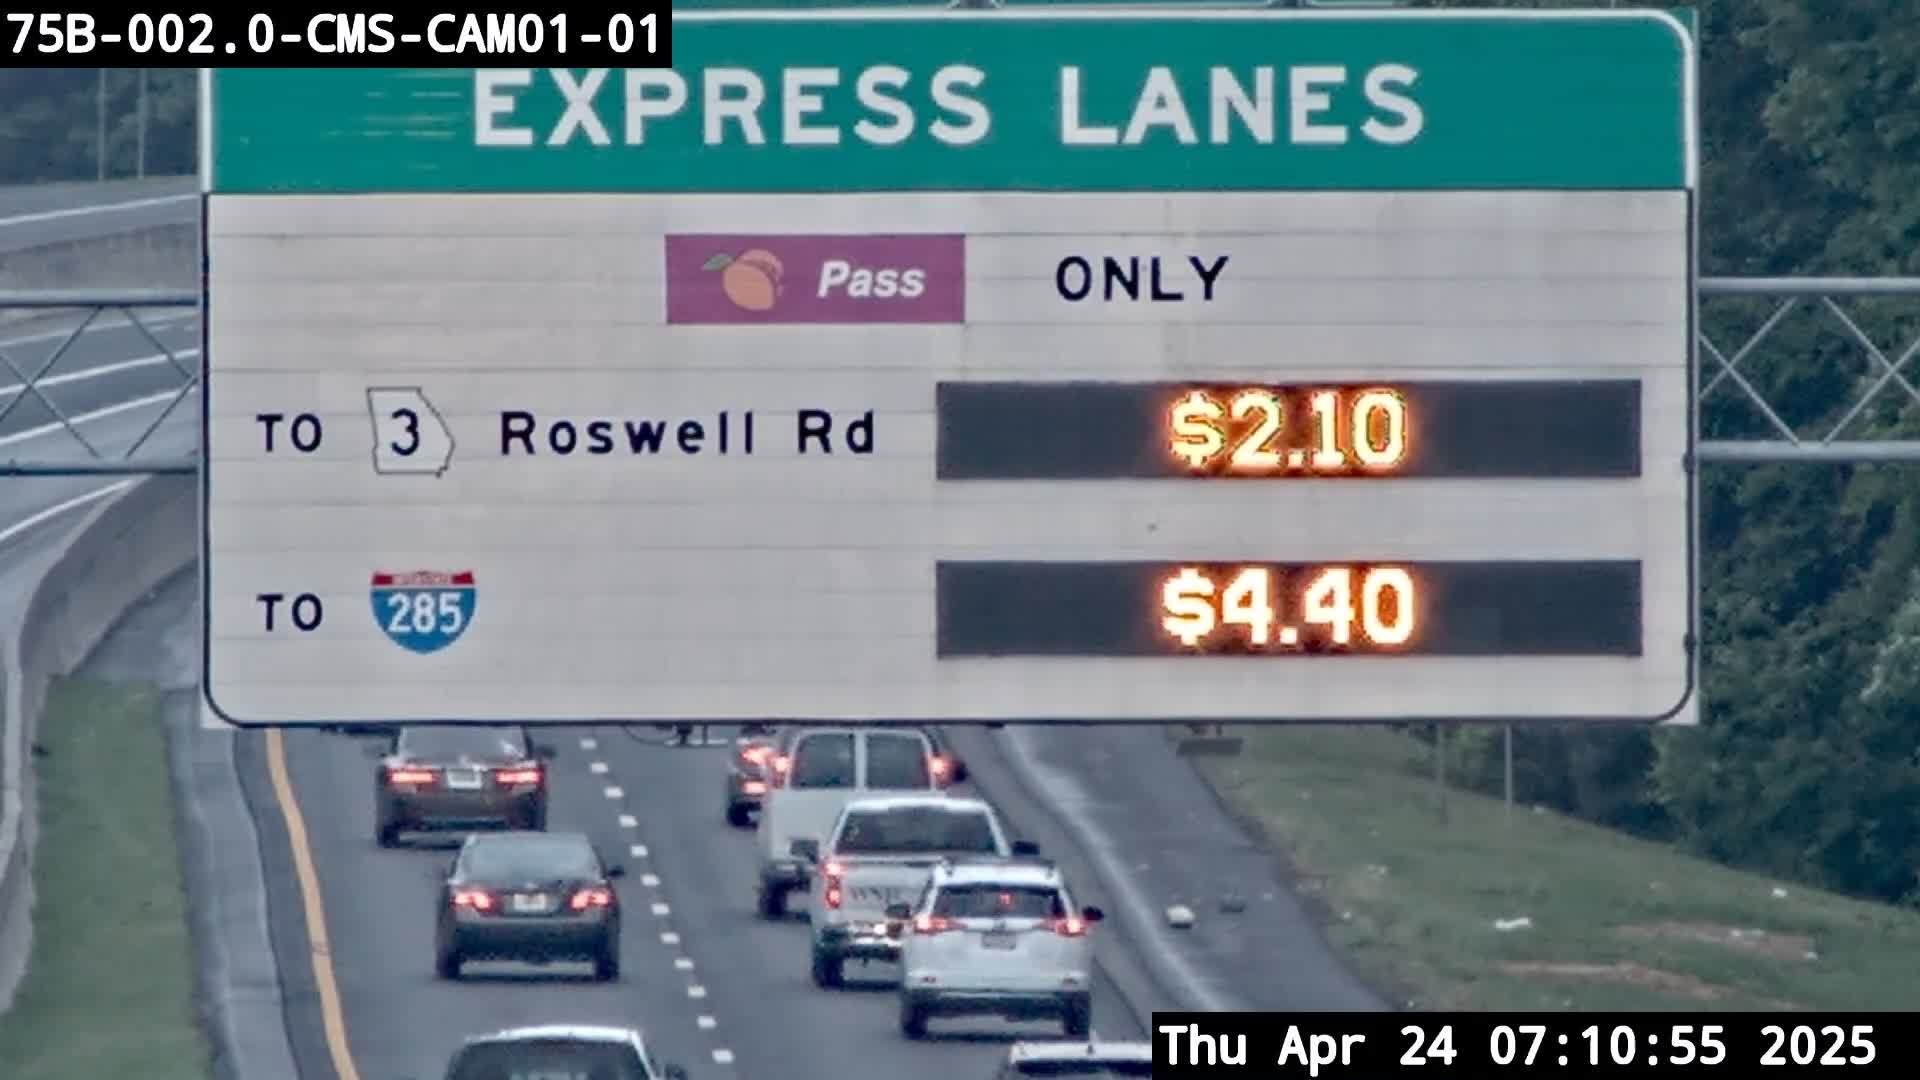 75B-002.0-CMS-CAM01-01
EXPRESS LANES
Pass ONLY
TO 3 Roswell Rd $2.10
TO 285 $4.40
Thu Apr 24 07:10:55 2025